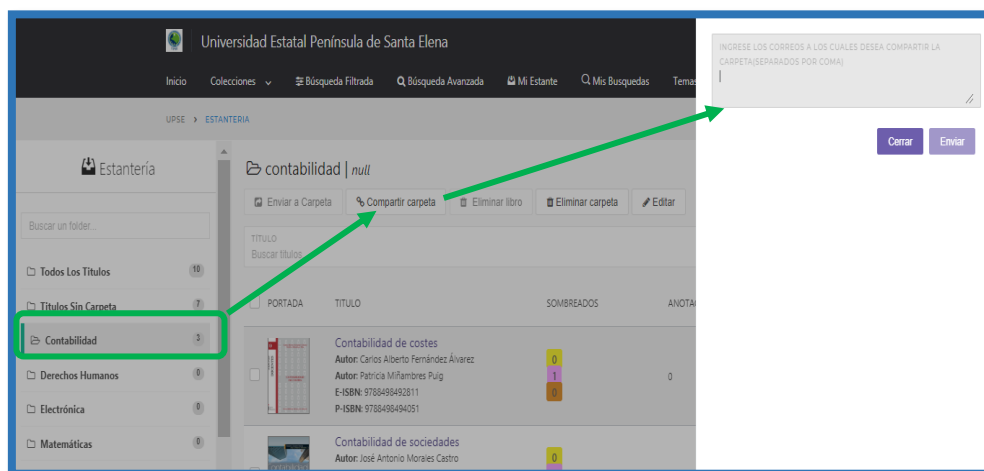 Universidad Estatal Península de Santa Elena
Inicio Colecciones Búsqueda Filtrada Búsqueda Avanzada Mi Estante Mis Busquedas Temas
UPSE > ESTANTERIA
Estantería
Buscar un folder...
Todos Los Titulos 10
Titulos Sin Carpeta 7
Contabilidad 3
Derechos Humanos 0
Electrónica 0
Matemáticas 0
contabilidad | null
Enviar a Carpeta Compartir carpeta Eliminar libro Eliminar carpeta Editar
TITULO
Buscar titulos
PORTADA TITULO SOMBREADOS ANOTA
Contabilidad de costes
Autor: Carlos Alberto Fernández Álvarez
Autor: Patricia Miñambres Puig
E-ISBN: 9788498492811
P-ISBN: 9788498494051
0
1
0
0
Contabilidad de sociedades
Autor: José Antonio Morales Castro
0
INGRESE LOS CORREOS A LOS CUALES DESEA COMPARTIR LA
CARPETA(SEPARADOS POR COMA)
Cerrar Enviar